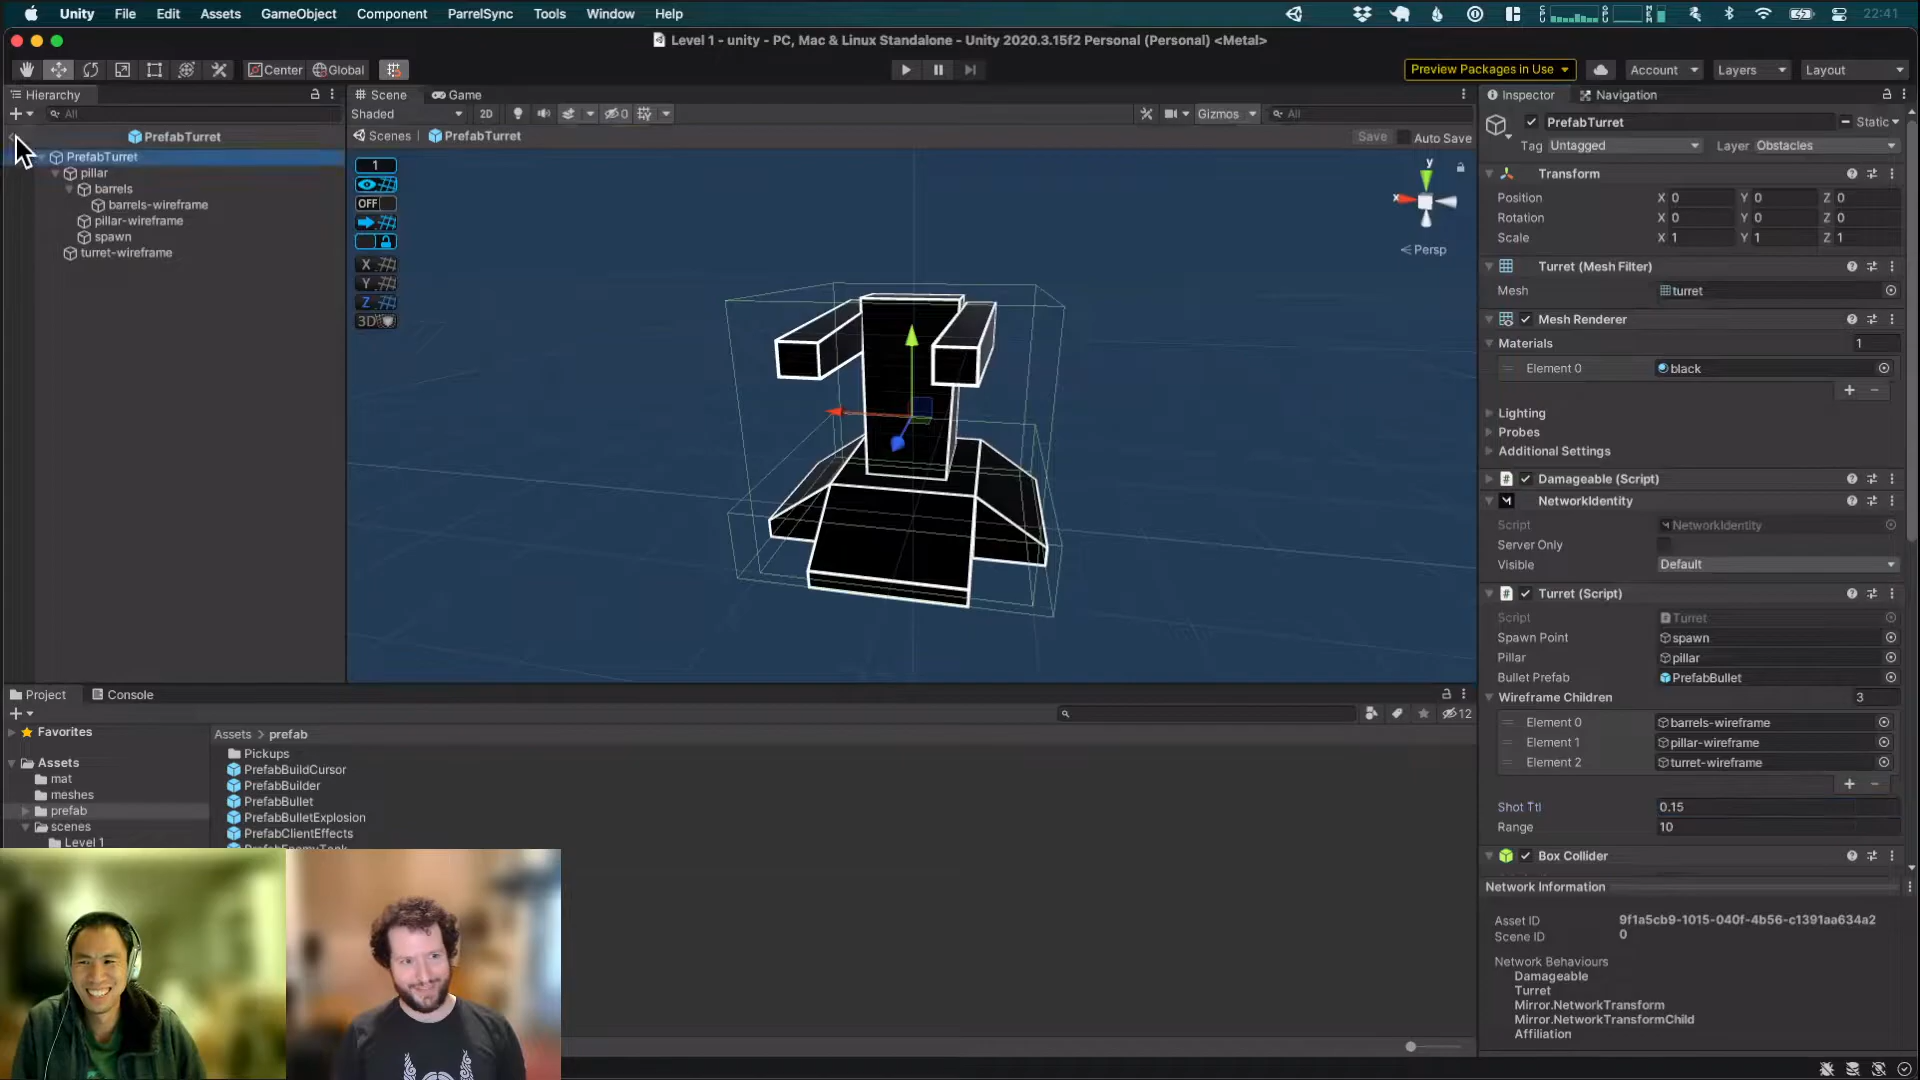 Unity File Edit Assets GameObject Component ParrelSync Tools Window Help 22:41
Level 1 - unity - PC, Mac & Linux Standalone - Unity 2020.3.15f2 Personal (Personal) <Metal>
Center Global Preview Packages in Use Account Layers Layout
Hierarchy
All
PrefabTurret
PrefabTurret
pillar
barrels
barrels-wireframe
pillar-wireframe
spawn
turret-wireframe
Scene Game
Shaded 2D 0 Gizmos All
Scenes PrefabTurret Save Auto Save
1
OFF
X
Y
Z
3D
y
x
Persp
Inspector Navigation
PrefabTurret Static
Tag Untagged Layer Obstacles
Transform
Position X 0 Y 0 Z 0
Rotation X 0 Y 0 Z 0
Scale X 1 Y 1 Z 1
Turret (Mesh Filter)
Mesh turret
Mesh Renderer
Materials 1
Element 0 black
Lighting
Probes
Additional Settings
Damageable (Script)
NetworkIdentity
Script NetworkIdentity
Server Only
Visible Default
Turret (Script)
Script Turret
Spawn Point spawn
Pillar pillar
Bullet Prefab PrefabBullet
Wireframe Children 3
Element 0 barrels-wireframe
Element 1 pillar-wireframe
Element 2 turret-wireframe
Shot Ttl 0.15
Range 10
Box Collider
Network Information
Asset ID 9f1a5cb9-1015-040f-4b56-c1391aa634a2
Scene ID 0
Network Behaviours
Damageable
Turret
Mirror.NetworkTransform
Mirror.NetworkTransformChild
Affiliation
Project Console
12
Favorites
Assets
mat
meshes
prefab
scenes
Level 1
Assets > prefab
Pickups
PrefabBuildCursor
PrefabBuilder
PrefabBullet
PrefabBulletExplosion
PrefabClientEffects